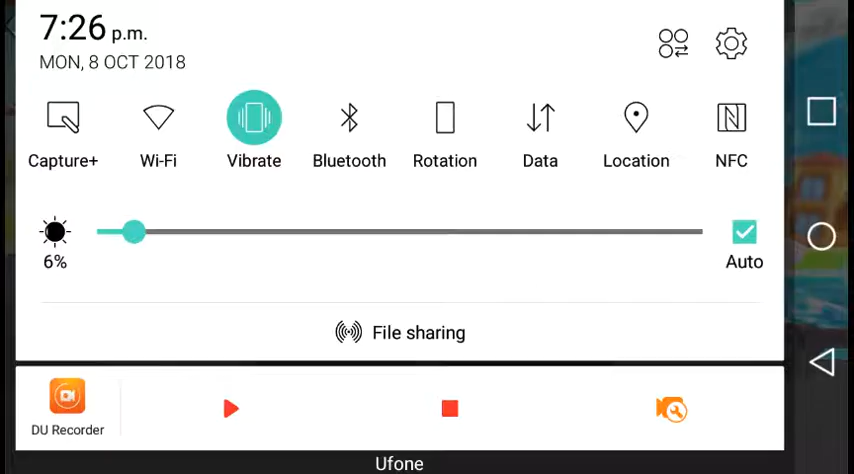 7:26 p.m.
MON, 8 OCT 2018
Capture+ Wi-Fi Vibrate Bluetooth Rotation Data Location NFC
6% Auto
File sharing
DU Recorder
Ufone